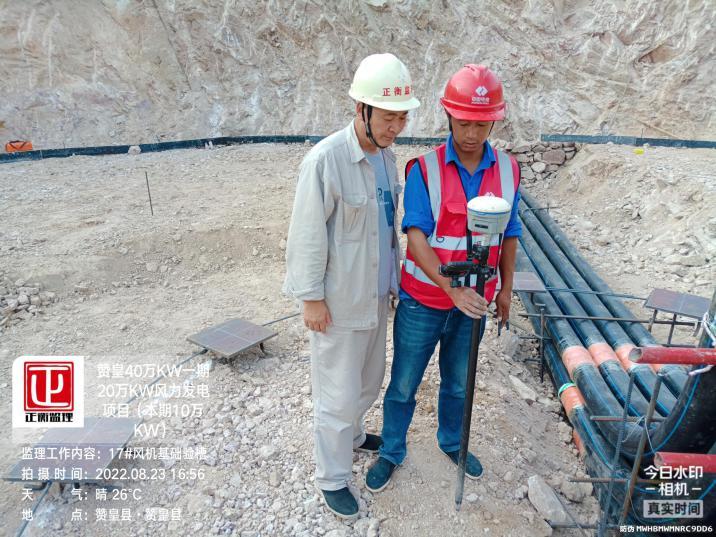 正衡监
正衡监理
赞皇40万KW一期
20万KW风力发电
项目（本期10万
KW）
监理工作内容：17#风机基础验槽
拍摄时间：2022.08.23 16:56
天气：晴 26°C
地点：赞皇县·赞皇县
今日水印
相机
真实时间
防伪 MWHBMWMNRC9DD6